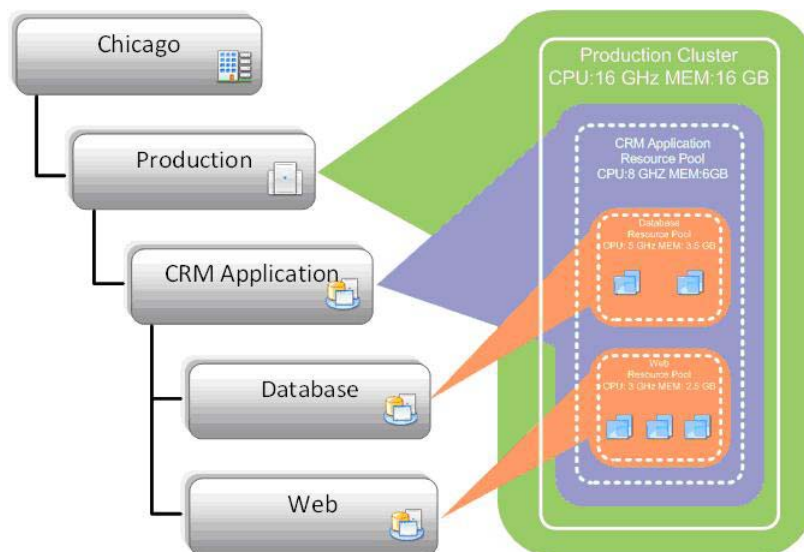 Chicago
Production
CRM Application
Database
Web
Production Cluster
CPU:16 GHz MEM:16 GB
CRM Application
Resource Pool
CPU:8 GHZ MEM:6GB
Database
Resource Pool
CPU: 5 GHz MEM: 3.5 GB
Web
Resource Pool
CPU: 3 GHz MEM: 2.5 GB